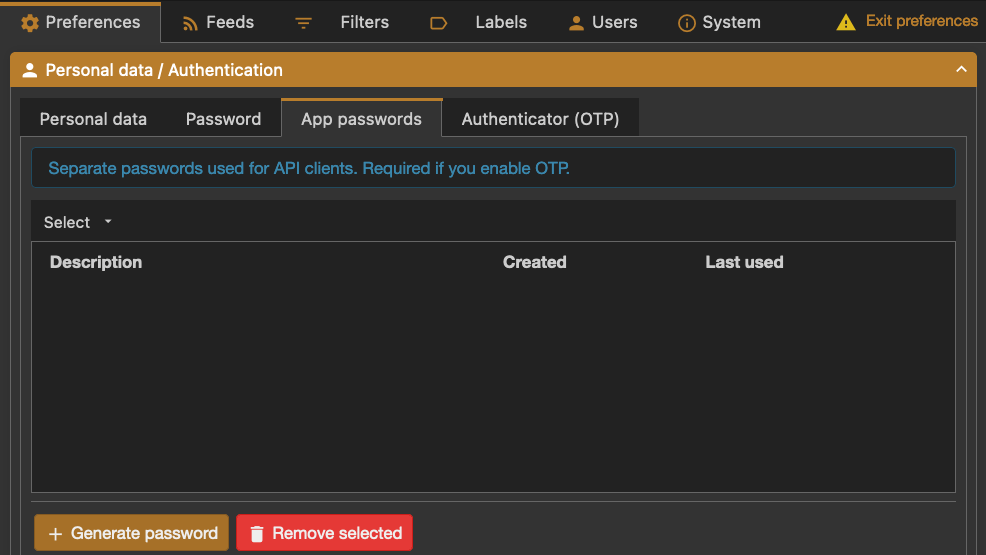 Preferences Feeds Filters Labels Users System Exit preferences
Personal data / Authentication
Personal data Password App passwords Authenticator (OTP)
Separate passwords used for API clients. Required if you enable OTP.
Select
Description Created Last used
Generate password Remove selected